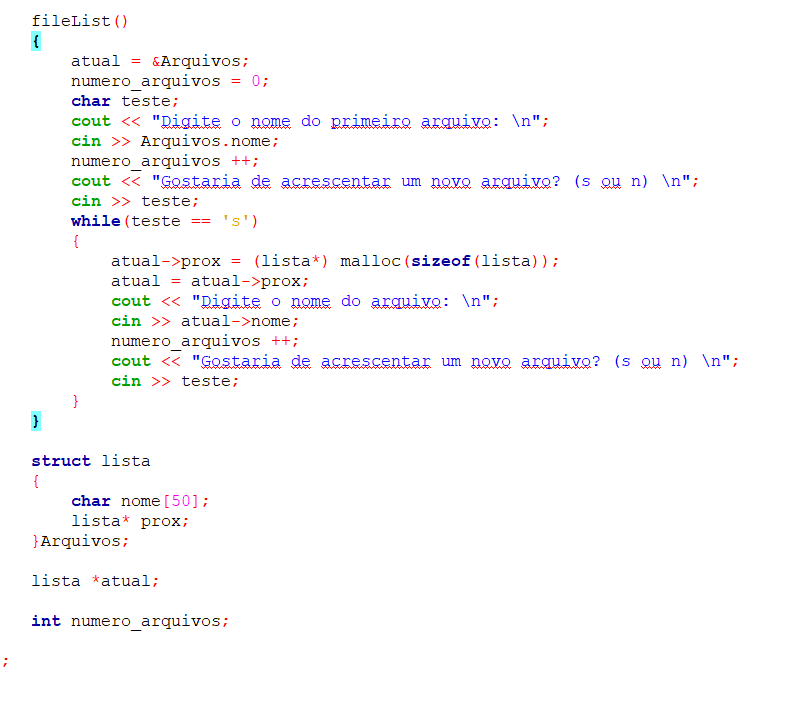 fileList()
{
    atual = &Arquivos;
    numero_arquivos = 0;
    char teste;
    cout << "Digite o nome do primeiro arquivo: \n";
    cin >> Arquivos.nome;
    numero_arquivos ++;
    cout << "Gostaria de acrescentar um novo arquivo? (s ou n) \n";
    cin >> teste;
    while(teste == 's')
    {
        atual->prox = (lista*) malloc(sizeof(lista));
        atual = atual->prox;
        cout << "Digite o nome do arquivo: \n";
        cin >> atual->nome;
        numero_arquivos ++;
        cout << "Gostaria de acrescentar um novo arquivo? (s ou n) \n";
        cin >> teste;
    }
}

struct lista
{
    char nome[50];
    lista* prox;
}Arquivos;

lista *atual;

int numero_arquivos;

;